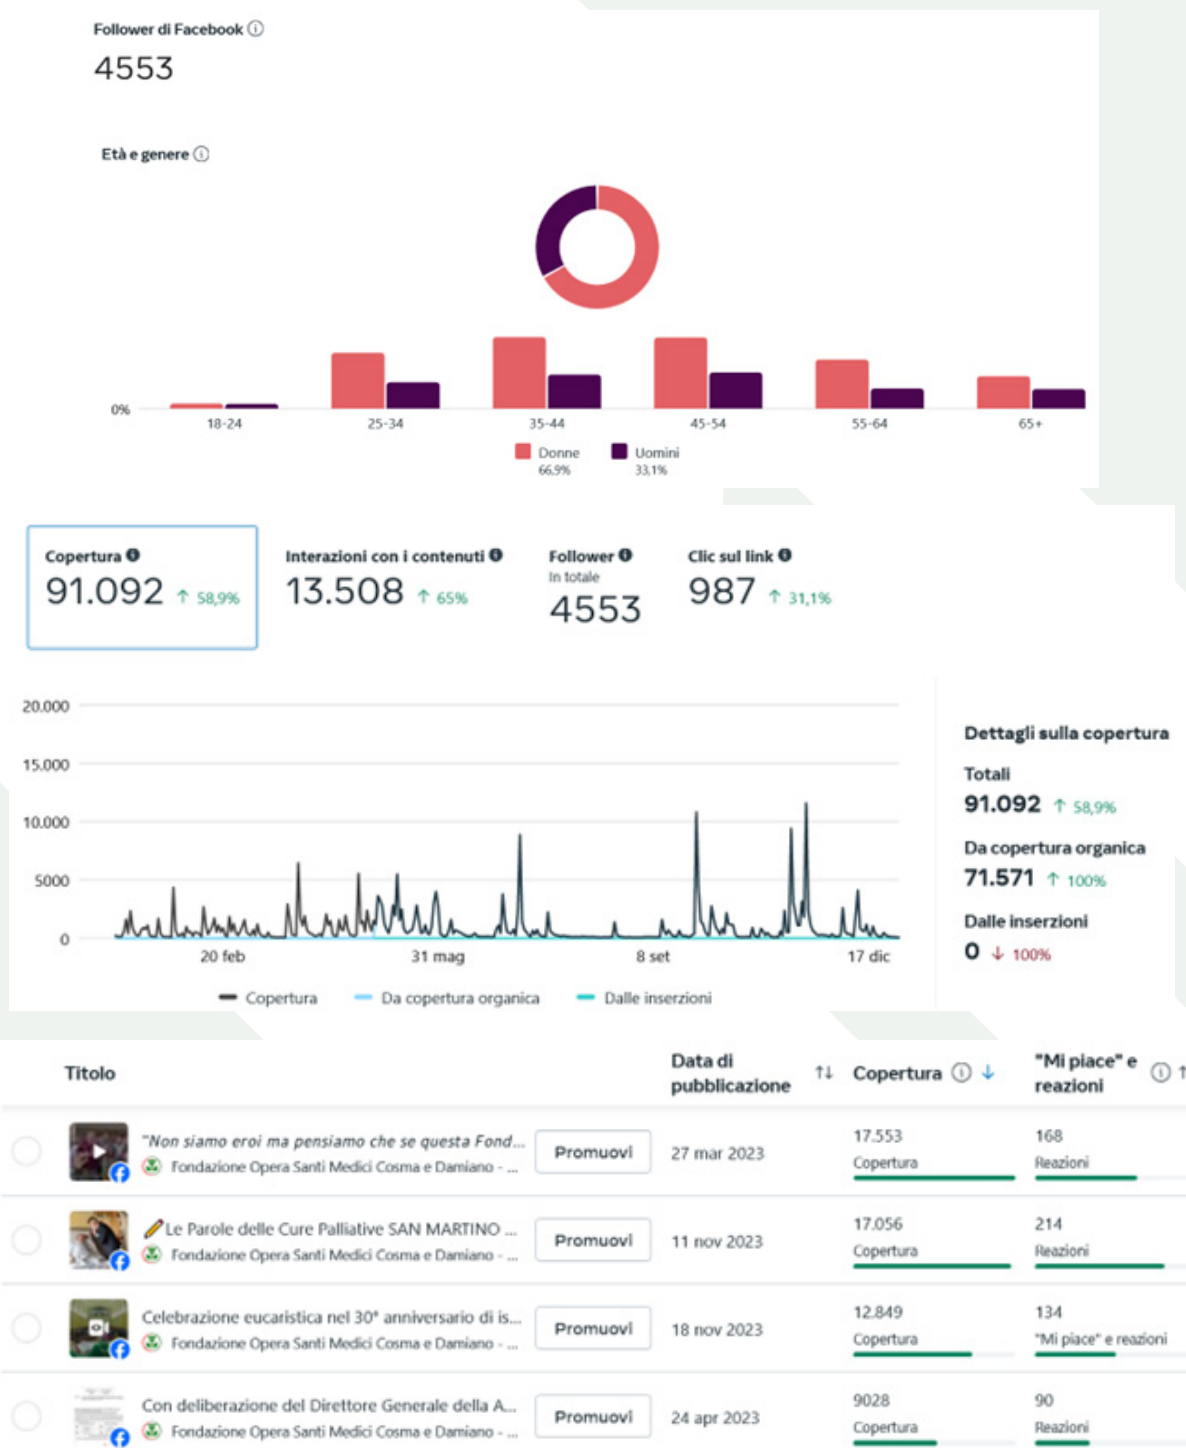 Follower di Facebook
4553
Età e genere
0%
18-24 25-34 35-44 45-54 55-64 65+
Donne Uomini
66,9% 33,1%
Copertura Interazioni con i contenuti Follower Clic sul link
In totale
91.092 ↑ 58,9% 13.508 ↑ 65% 4553 987 ↑ 31,1%
20.000
15.000
10.000
5000
0
20 feb 31 mag 8 set 17 dic
Copertura Da copertura organica Dalle inserzioni
Dettagli sulla copertura
Totali
91.092 ↑ 58,9%
Da copertura organica
71.571 ↑ 100%
Dalle inserzioni
0 ↓ 100%
Titolo Data di pubblicazione ↑↓ Copertura ↓ "Mi piace" e reazioni
"Non siamo eroi ma pensiamo che se questa Fond...
Fondazione Opera Santi Medici Cosma e Damiano - ...
Promuovi
27 mar 2023
17.553
Copertura
168
Reazioni
Le Parole delle Cure Palliative SAN MARTINO ...
Fondazione Opera Santi Medici Cosma e Damiano - ...
Promuovi
11 nov 2023
17.056
Copertura
214
Reazioni
Celebrazione eucaristica nel 30° anniversario di is...
Fondazione Opera Santi Medici Cosma e Damiano - ...
Promuovi
18 nov 2023
12.849
Copertura
134
"Mi piace" e reazioni
Con deliberazione del Direttore Generale della A...
Fondazione Opera Santi Medici Cosma e Damiano - ...
Promuovi
24 apr 2023
9028
Copertura
90
Reazioni